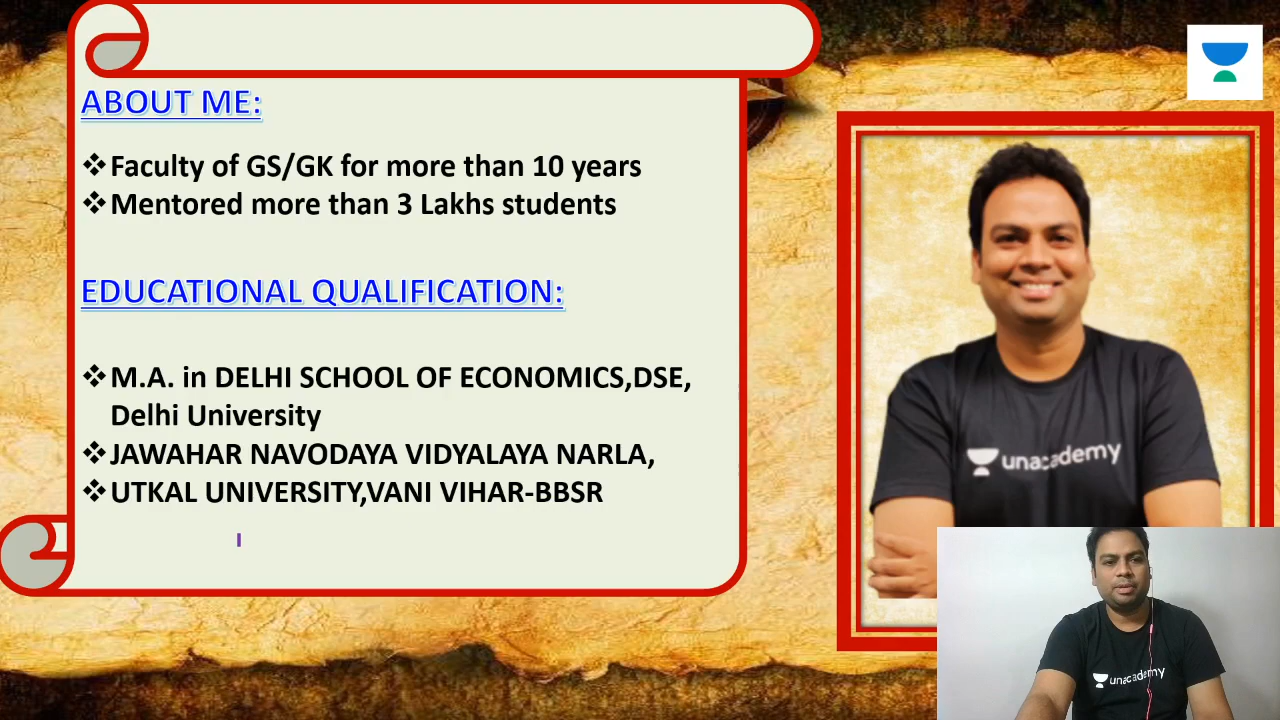 ABOUT ME:
❖Faculty of GS/GK for more than 10 years
❖Mentored more than 3 Lakhs students
EDUCATIONAL QUALIFICATION:
❖M.A. in DELHI SCHOOL OF ECONOMICS,DSE,
Delhi University
❖JAWAHAR NAVODAYA VIDYALAYA NARLA,
❖UTKAL UNIVERSITY,VANI VIHAR-BBSR
unacademy
unacademy